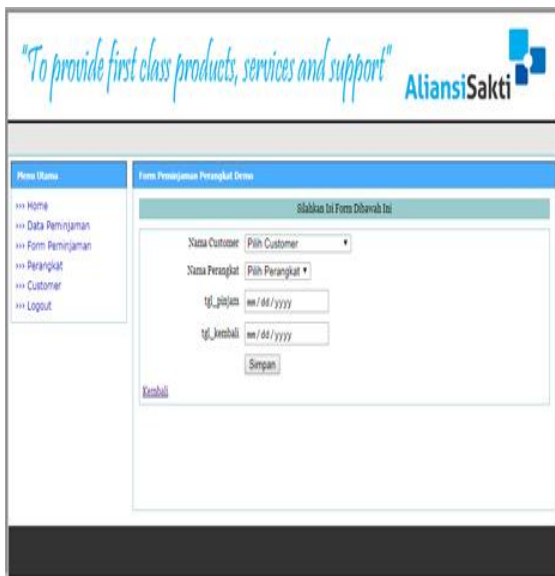 "To provide first class products, services and support"
AliansiSakti
Menu Utama
››› Home
››› Data Peminjaman
››› Form Peminjaman
››› Perangkat
››› Customer
››› Logout
Form Peminjaman Perangkat Demo
Silahkan Isi Form Dibawah Ini
Nama Customer Pilih Customer
Nama Perangkat Pilih Perangkat
tgl_pinjam mm/dd/yyyy
tgl_kembali mm/dd/yyyy
Simpan
Kembali